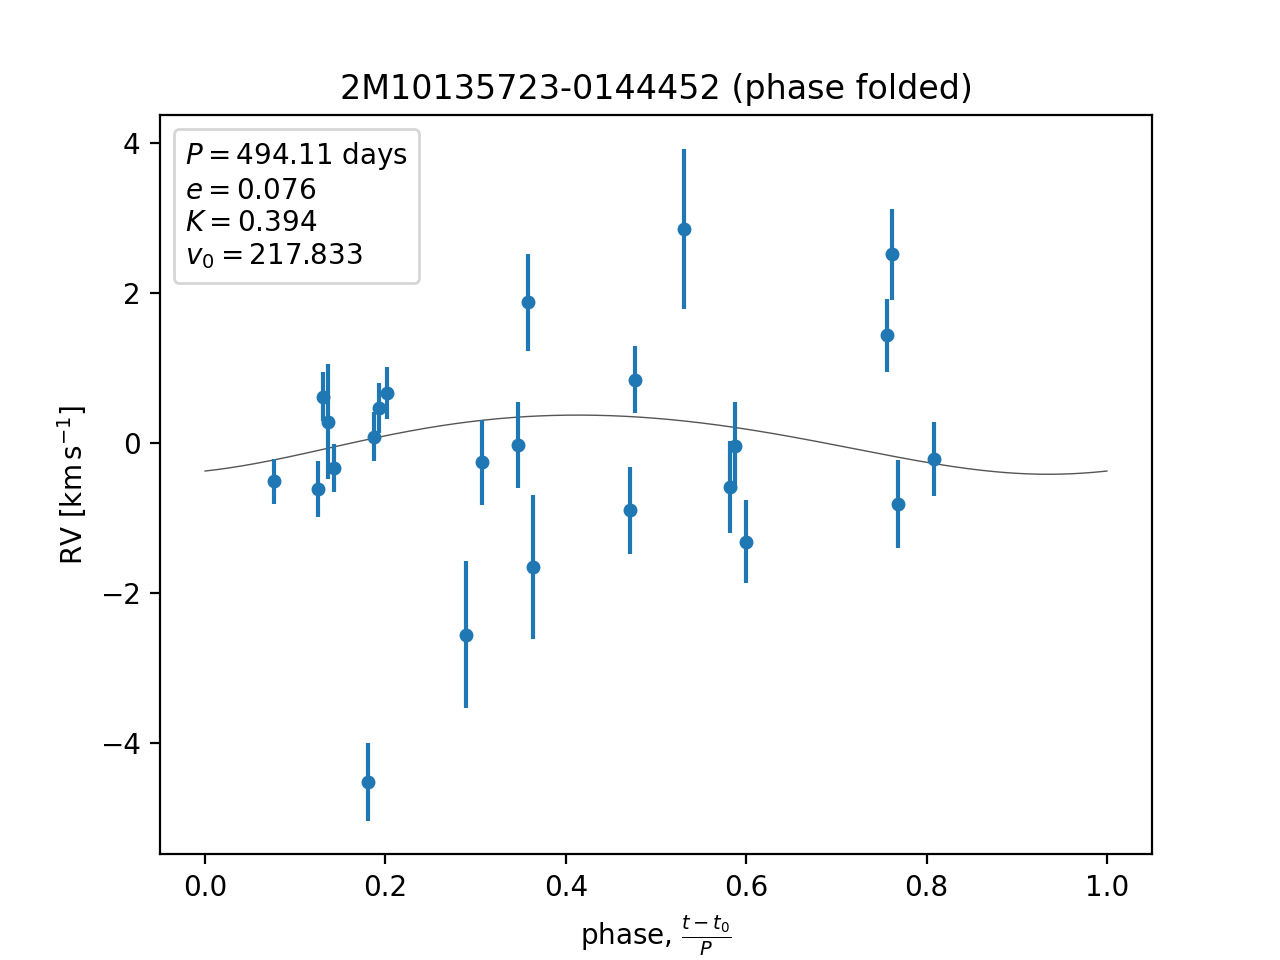 2M10135723-0144452 (phase folded)
P = 494.11 days
e = 0.076
K = 0.394
v₀ = 217.833
4
2
0
−2
−4
RV [km s⁻¹]
0.0 0.2 0.4 0.6 0.8 1.0
phase, (t − t₀)/P